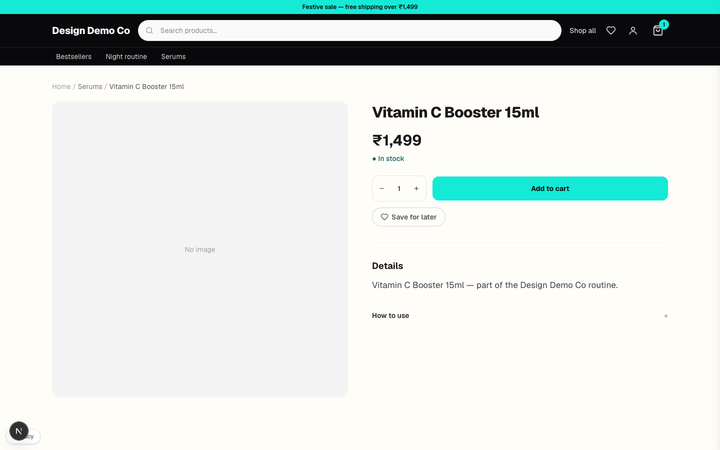 Festive sale — free shipping over ₹1,499
Design Demo Co
Search products…
Shop all
1
Bestsellers
Night routine
Serums
Home / Serums / Vitamin C Booster 15ml
No image
Vitamin C Booster 15ml
₹1,499
● In stock
− 1 +
Add to cart
Save for later
Details
Vitamin C Booster 15ml — part of the Design Demo Co routine.
How to use +
N